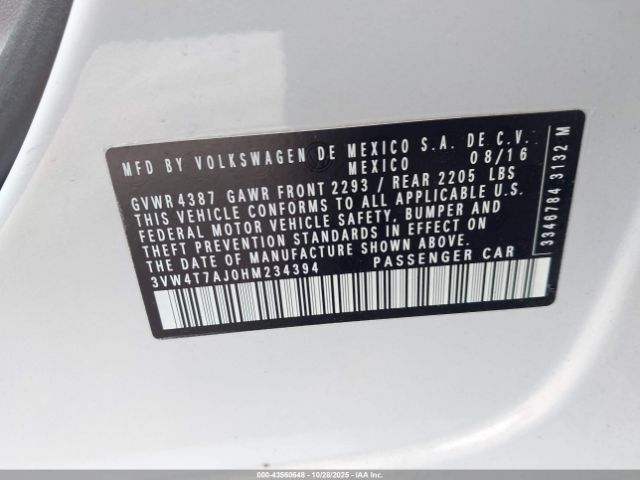 MFD BY VOLKSWAGEN DE MEXICO S.A. DE C.V.
MEXICO 08/16
GVWR 4387 GAWR FRONT 2293 / REAR 2205 LBS
THIS VEHICLE CONFORMS TO ALL APPLICABLE U.S.
FEDERAL MOTOR VEHICLE SAFETY, BUMPER AND
THEFT PREVENTION STANDARDS IN EFFECT ON
THE DATE OF MANUFACTURE SHOWN ABOVE.
3VW4T7AJ0HM234394 PASSENGER CAR
3346784 3132 M
000-43560648 - 10/28/2025 - IAAI.COM